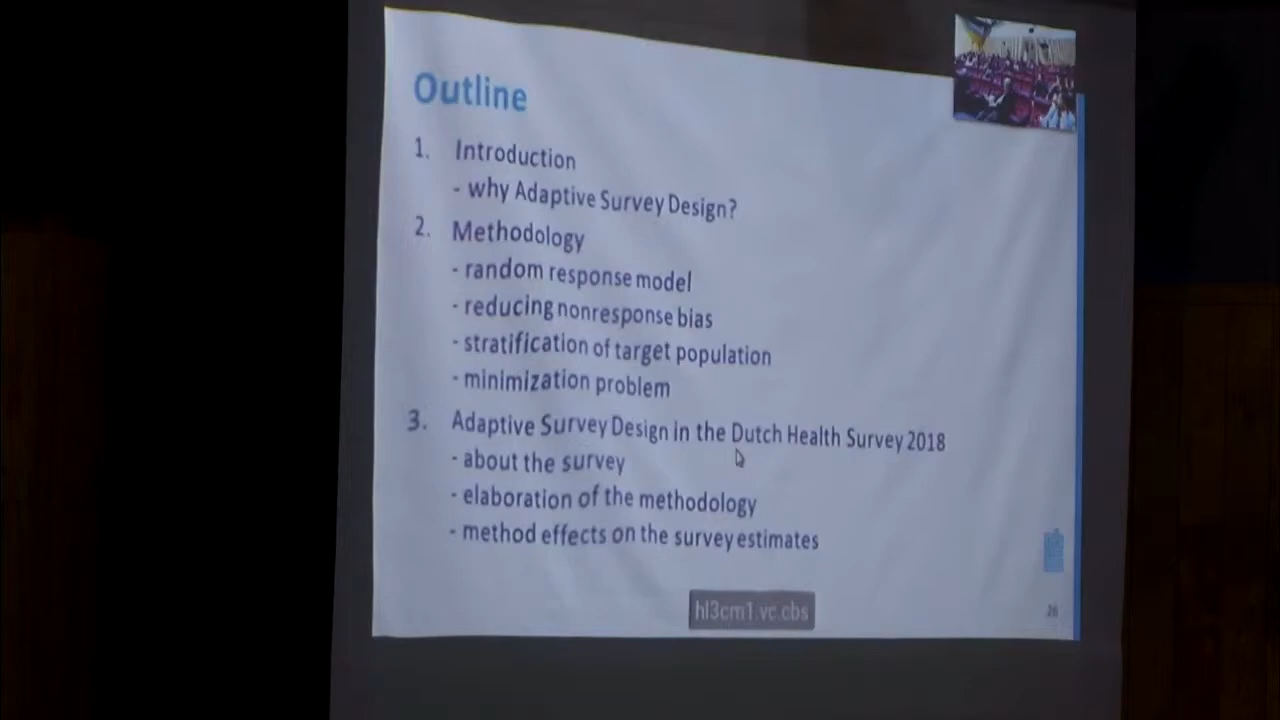 Outline
1. Introduction
- why Adaptive Survey Design?
2. Methodology
- random response model
- reducing nonresponse bias
- stratification of target population
- minimization problem
3. Adaptive Survey Design in the Dutch Health Survey 2018
- about the survey
- elaboration of the methodology
- method effects on the survey estimates
hl3cm1.vc.cbs
26